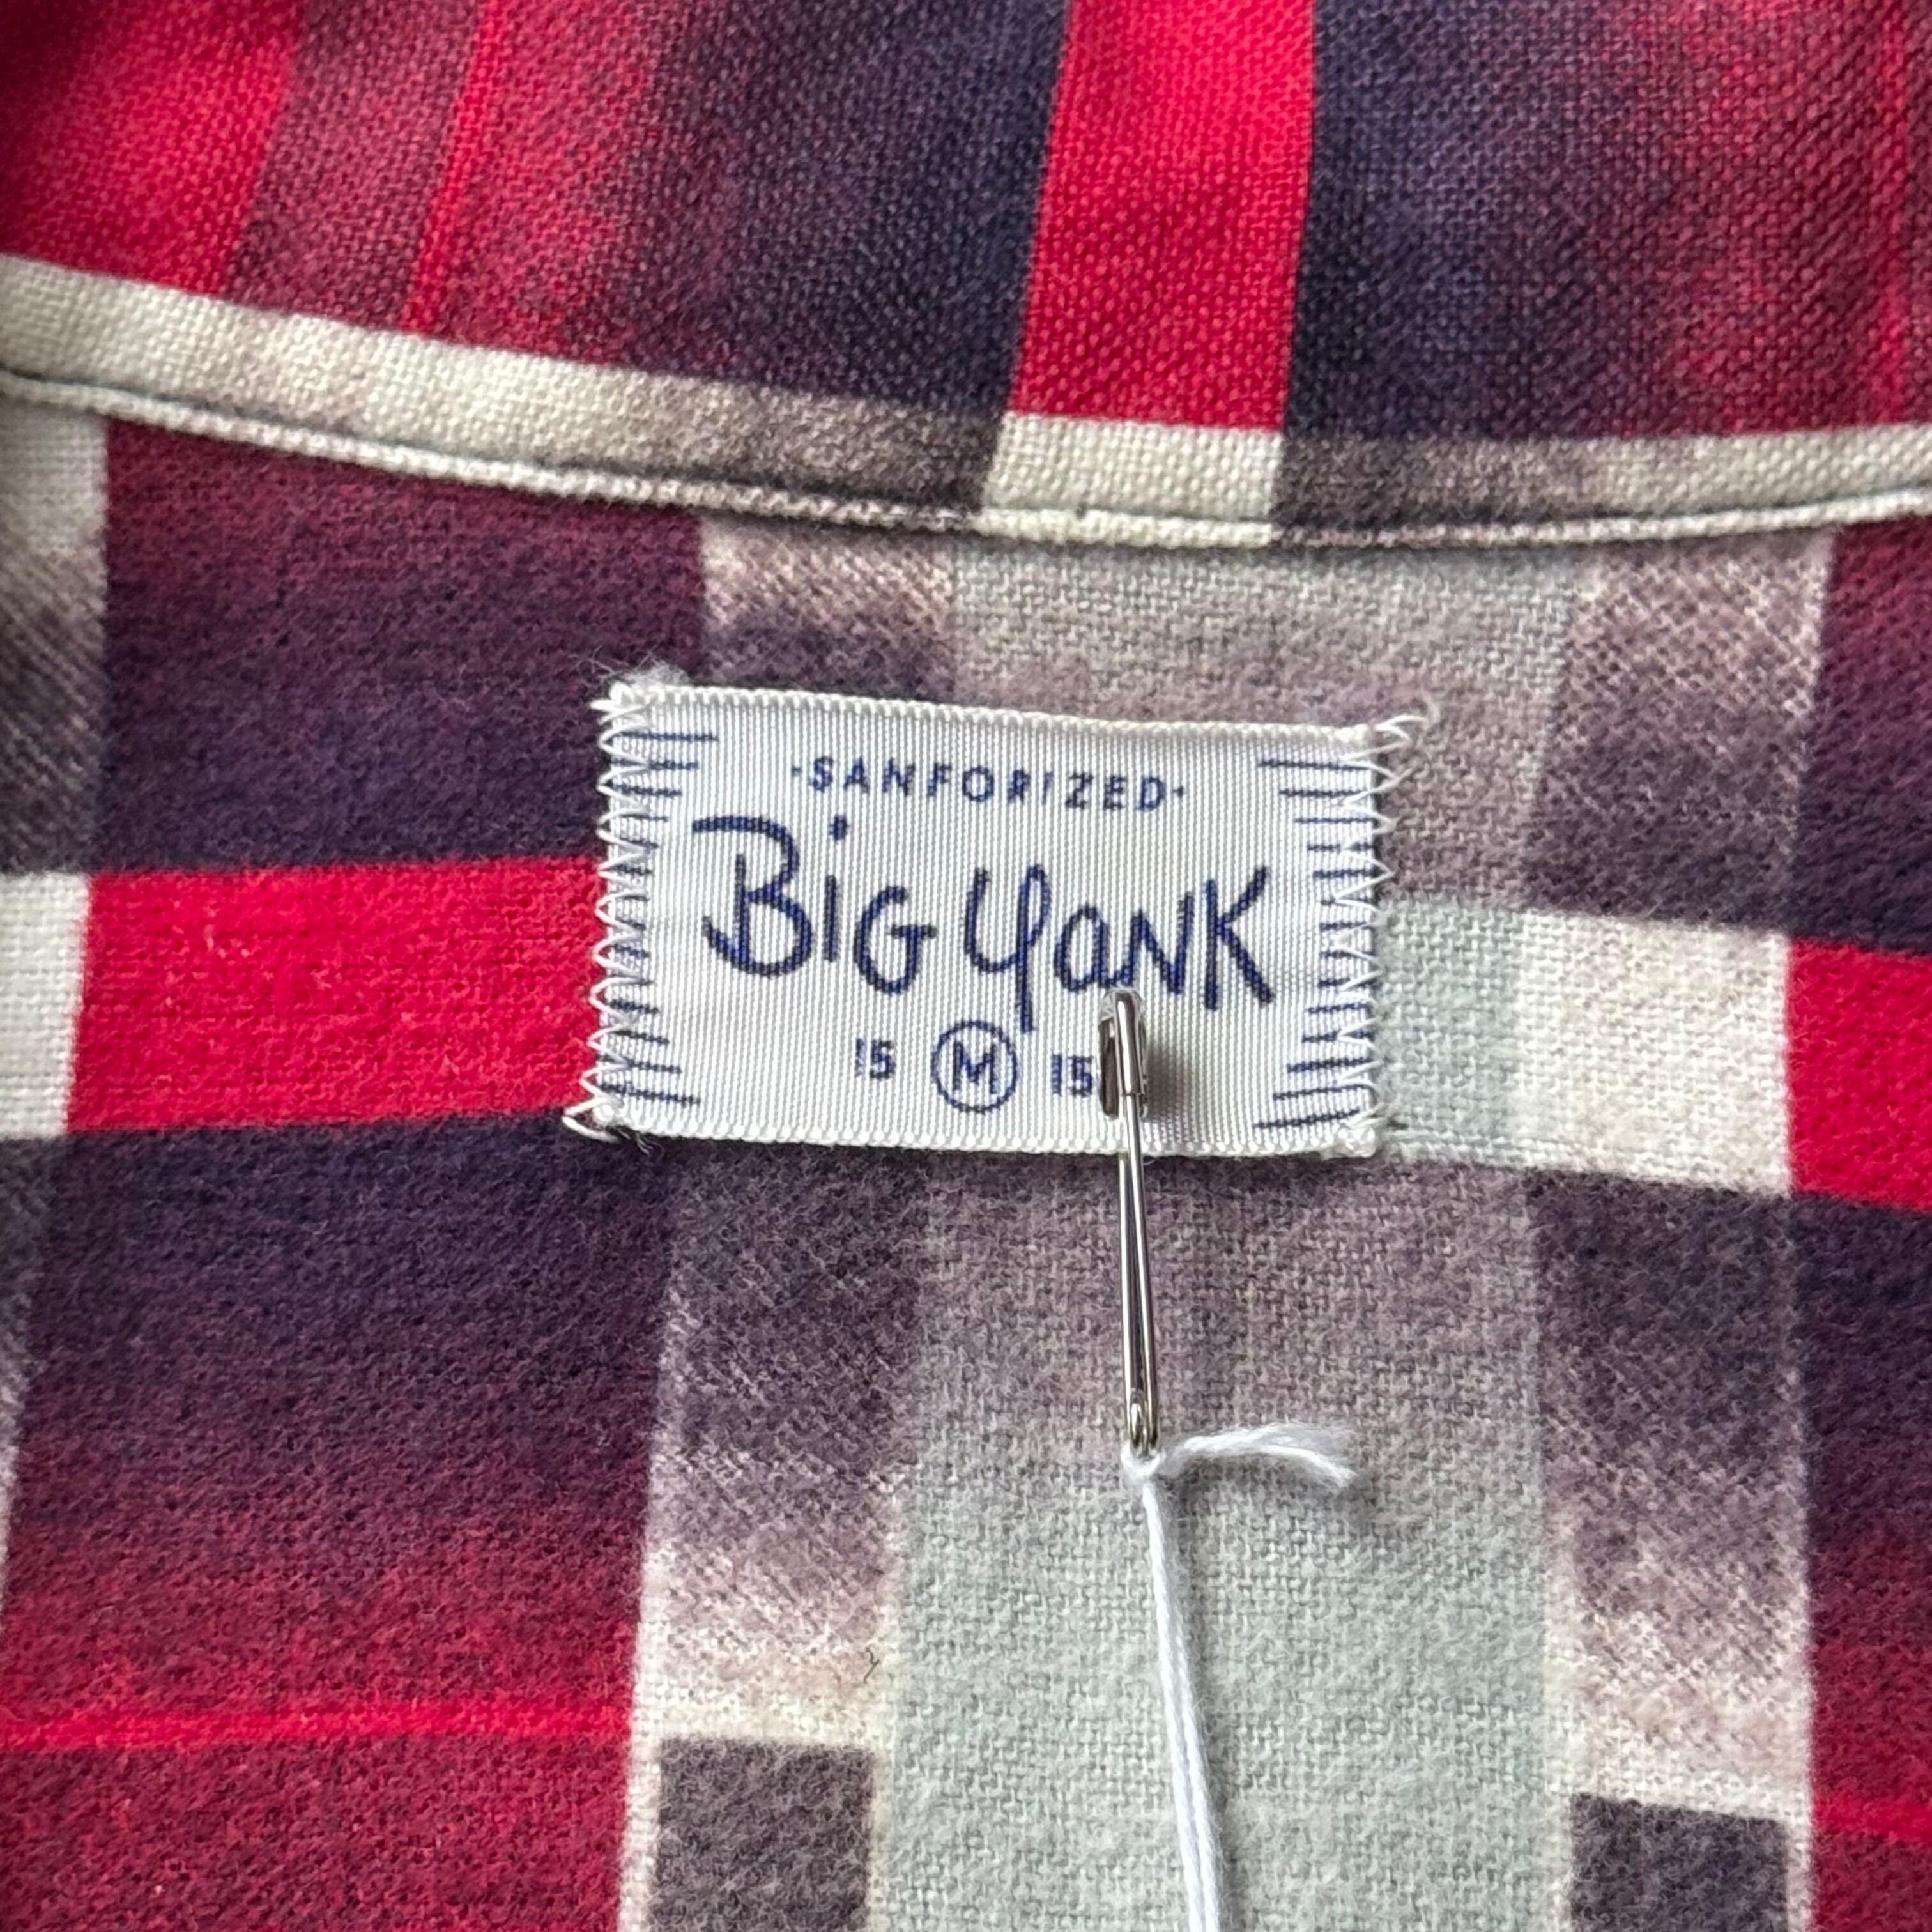 ·SANFORIZED·
BiG YaNK
15 M 15